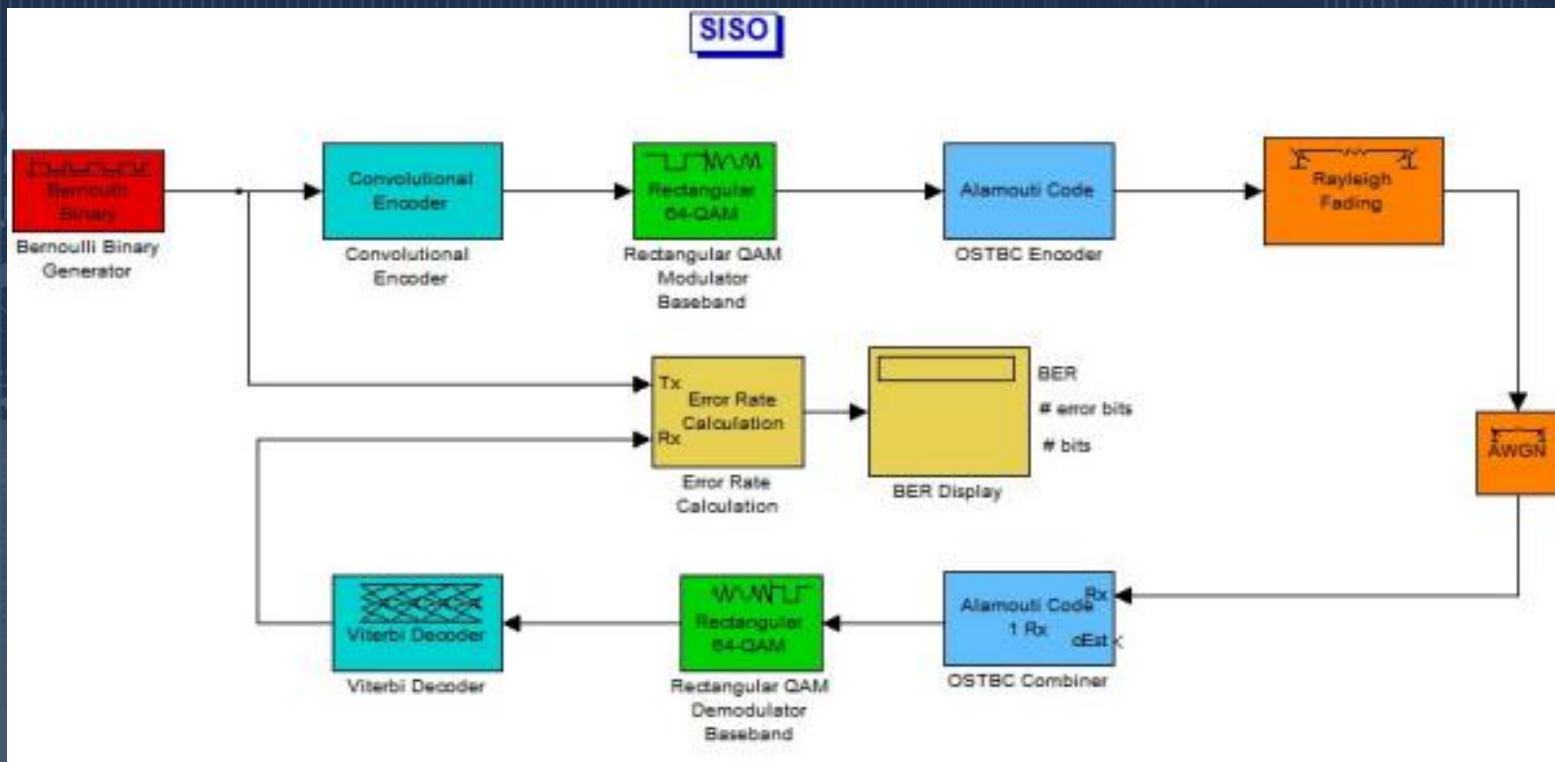 SISO
Bernoulli
Binary
Bernoulli Binary
Generator
Convolutional
Encoder
Convolutional
Encoder
Rectangular
64-QAM
Rectangular QAM
Modulator
Baseband
Alamouti Code
OSTBC Encoder
Rayleigh
Fading
Tx
Error Rate
Calculation
Rx
Error Rate
Calculation
BER
# error bits
# bits
BER Display
AWGN
Viterbi Decoder
Viterbi Decoder
Rectangular
64-QAM
Rectangular QAM
Demodulator
Baseband
Rx
Alamouti Code
1 Rx
cEst
OSTBC Combiner